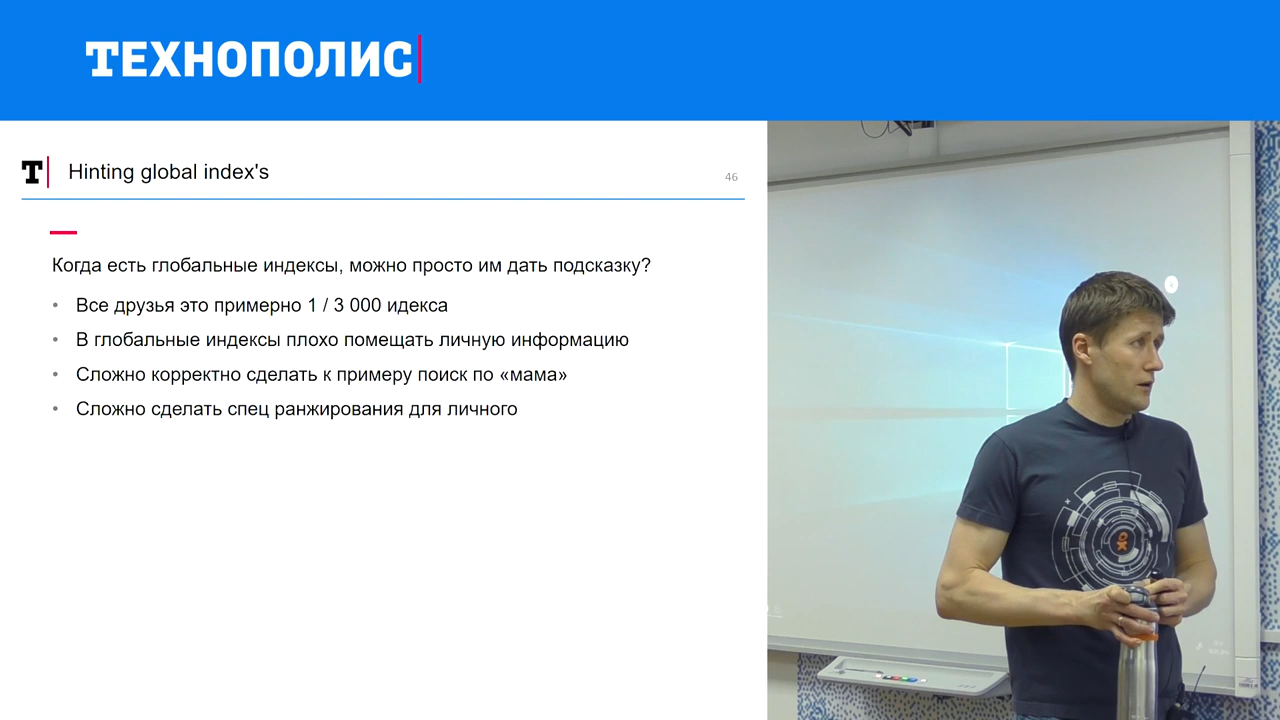 ТЕХНОПОЛИС
T
Hinting global index's
46
Когда есть глобальные индексы, можно просто им дать подсказку?
• Все друзья это примерно 1 / 3 000 идекса
• В глобальные индексы плохо помещать личную информацию
• Сложно корректно сделать к примеру поиск по «мама»
• Сложно сделать спец ранжирования для личного